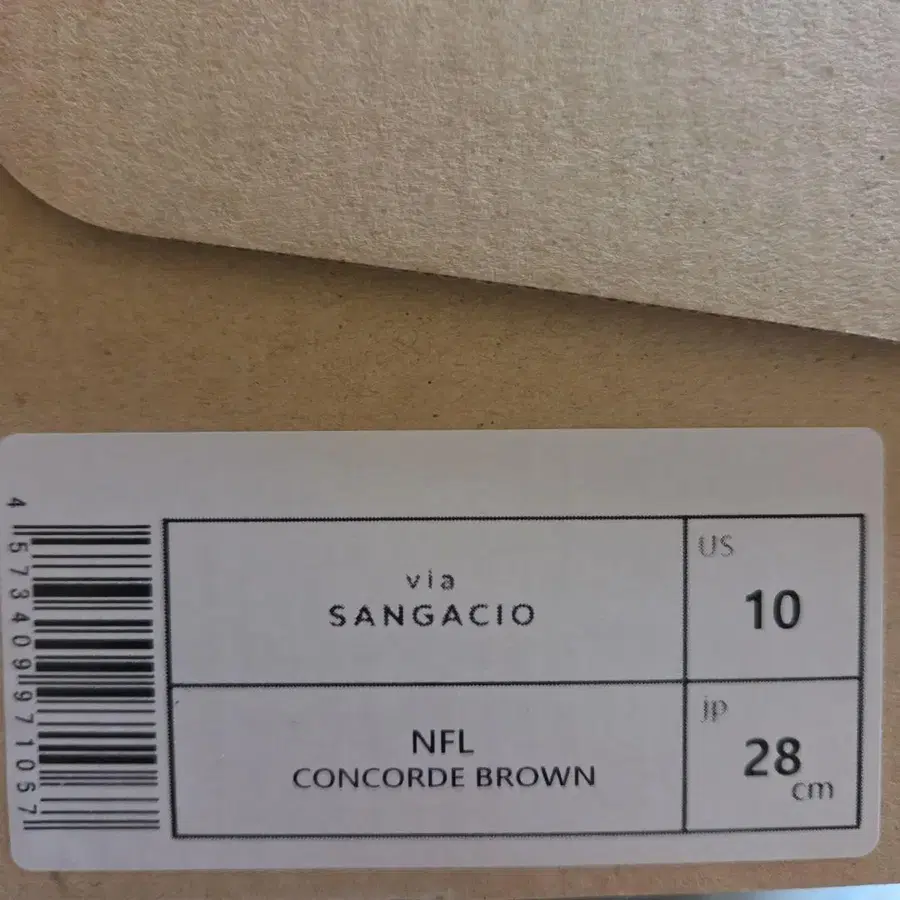 via
SANGACIO
US
10
NFL
CONCORDE BROWN
jp
28
cm
4573409971057